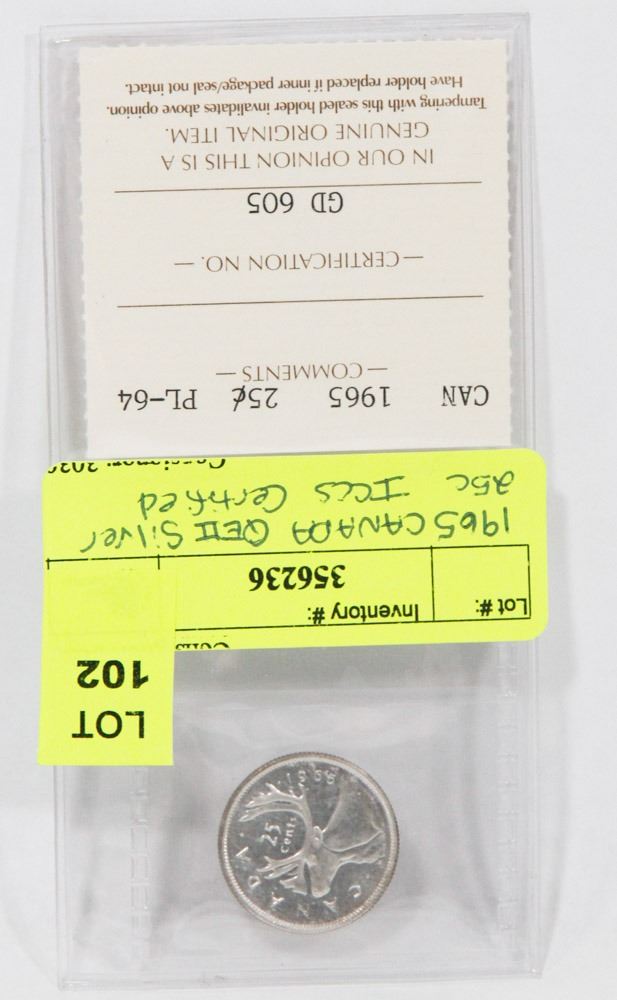 CANADA
25
cents
1965
LOT
102
Lot #: Inventory #:
356236
1965 CANADA QEII Silver
25c ICCS Certified
CAN 1965 25¢ PL-64
— COMMENTS —
— CERTIFICATION NO. —
GD 605
IN OUR OPINION THIS IS A
GENUINE ORIGINAL ITEM.
Tampering with this sealed holder invalidates above opinion.
Have holder replaced if inner package/seal not intact.